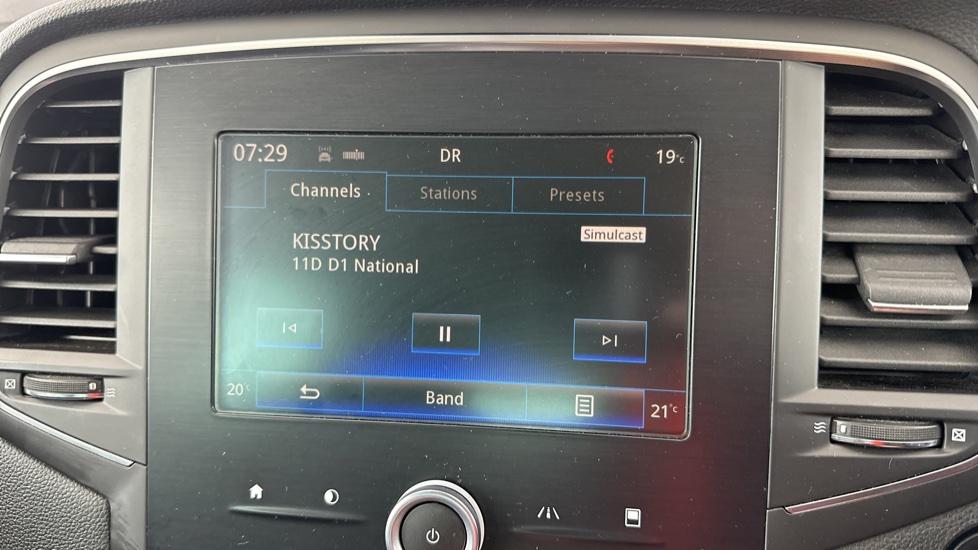 07:29 DR 19°c
Channels Stations Presets
KISSTORY Simulcast
11D D1 National
20°c Band 21°c